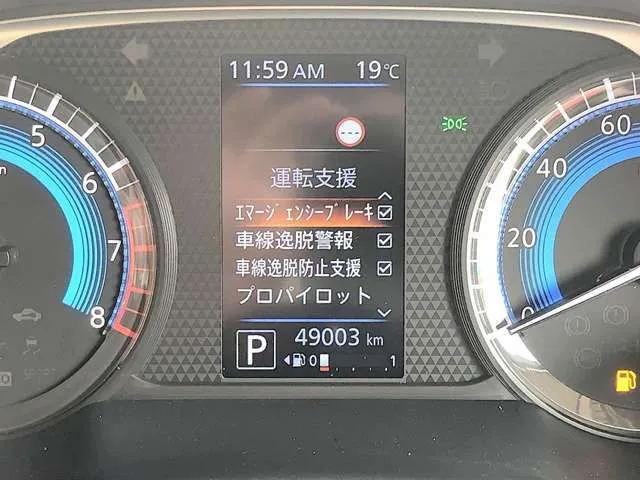 11:59 AM 19℃
運転支援
エマージェンシーブレーキ
車線逸脱警報
車線逸脱防止支援
プロパイロット
P 49003 km
0 1
5
6
7
8
60
40
20
0